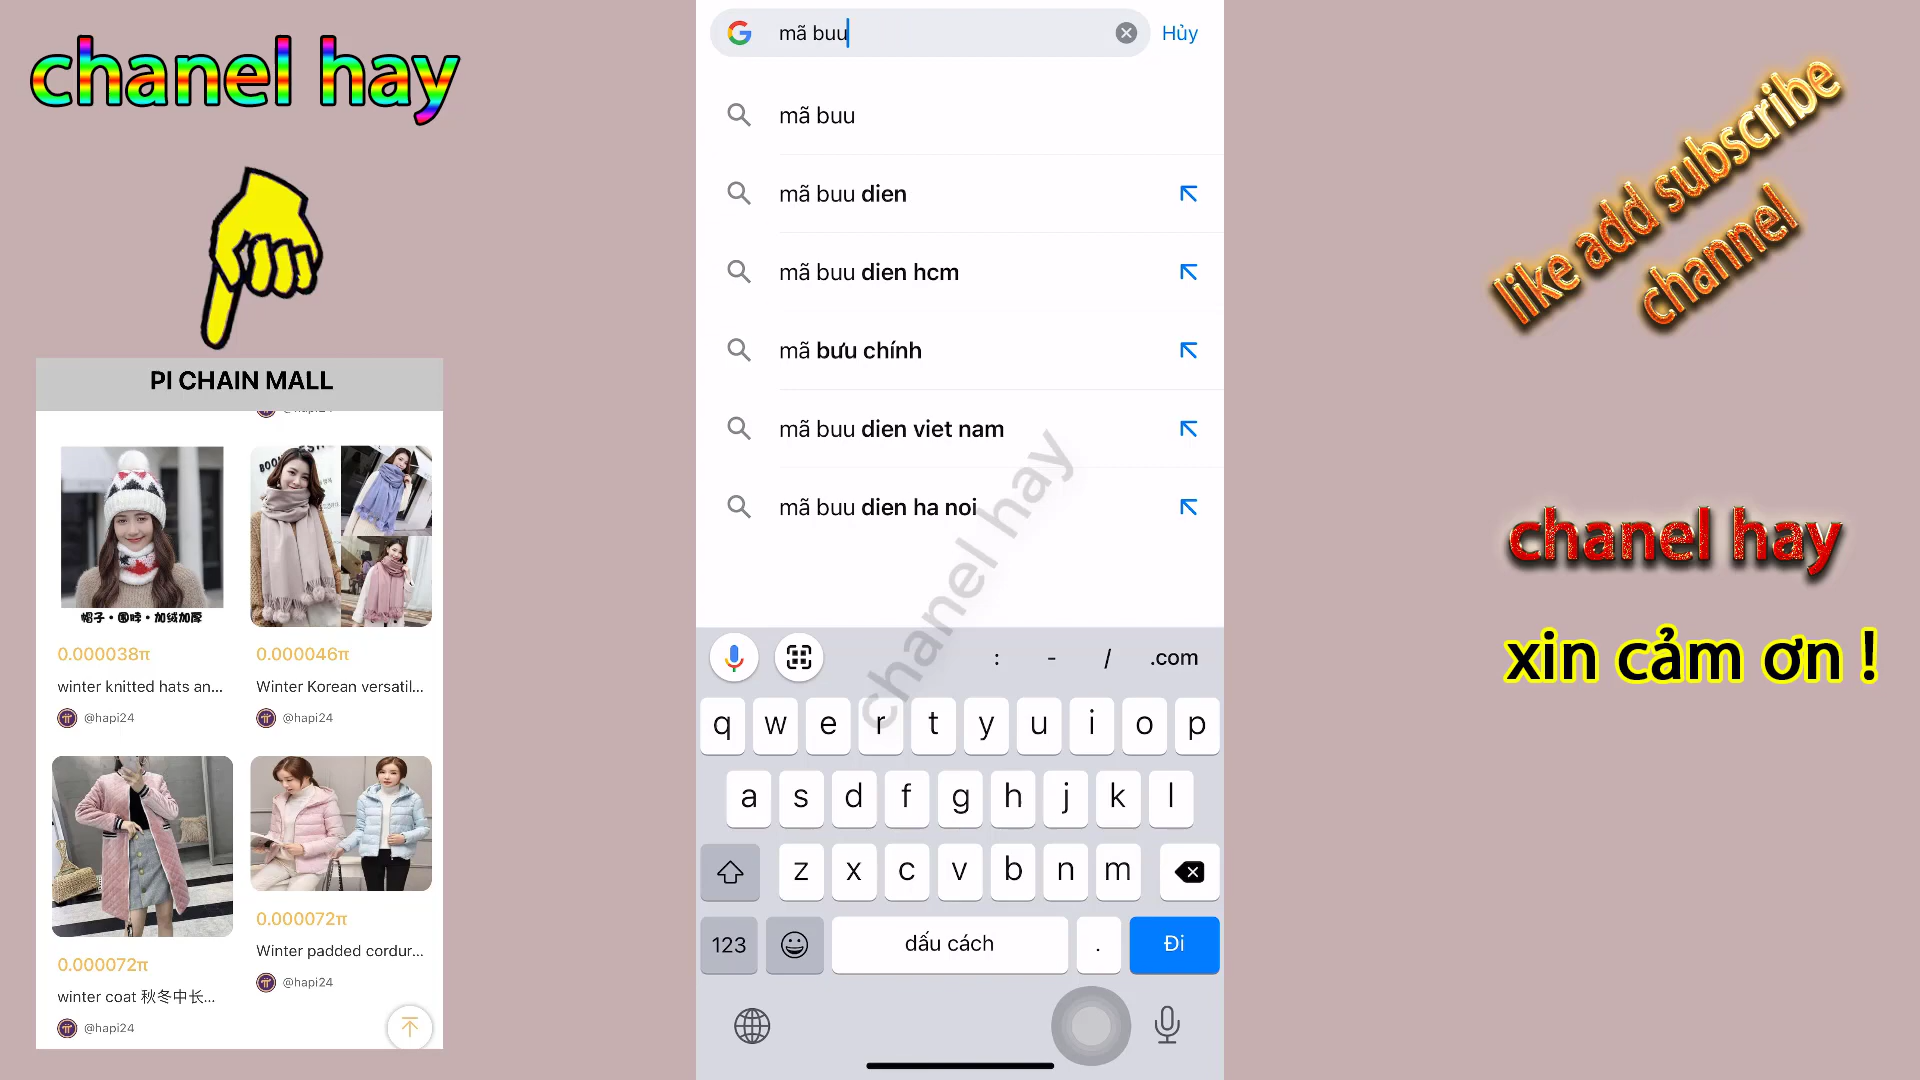 chanel hay
PI CHAIN MALL
BOO
帽子·围脖·加绒加厚
0.000038π
winter knitted hats an...
@hapi24
0.000046π
Winter Korean versatil...
@hapi24
0.000072π
winter coat 秋冬中长...
@hapi24
0.000072π
Winter padded cordur...
@hapi24
mã buu
Hủy
mã buu
mã buu dien
mã buu dien hcm
mã bưu chính
mã buu dien viet nam
mã buu dien ha noi
chanel hay
: - / .com
q w e r t y u i o p
a s d f g h j k l
z x c v b n m
123 dấu cách . Đi
like add subscribe
channel
chanel hay
xin cảm ơn !